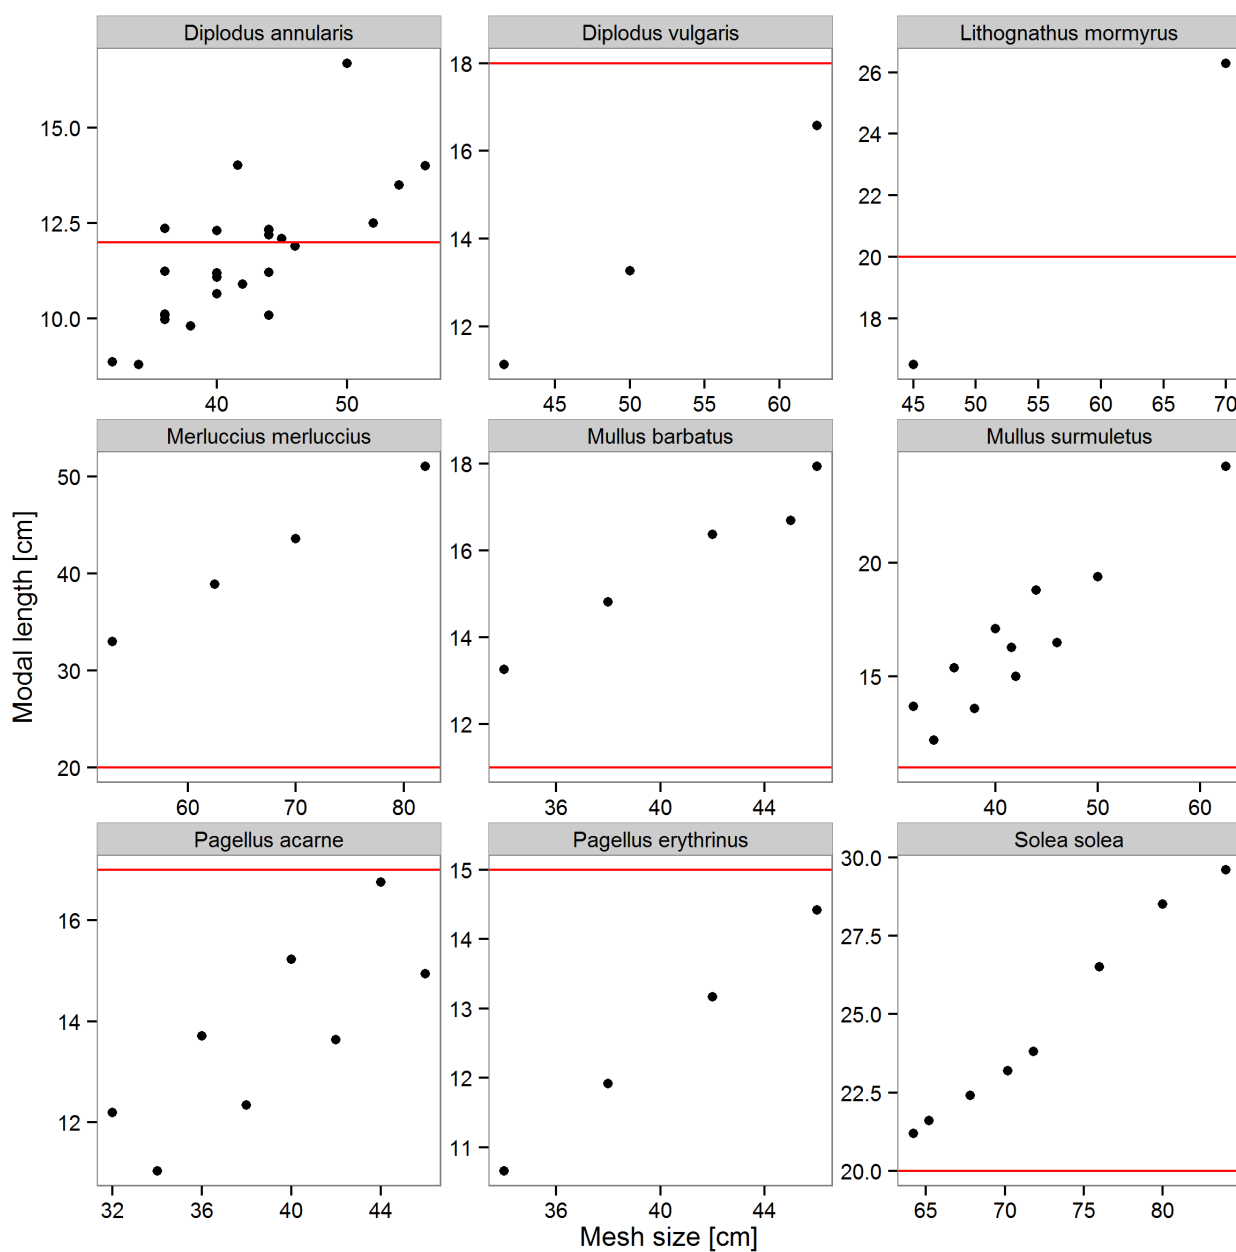 Diplodus annularis
Diplodus vulgaris
Lithognathus mormyrus
15.0
12.5
10.0
40 50
18
16
14
12
45 50 55 60
26
24
22
20
18
45 50 55 60 65 70
Merluccius merluccius
Mullus barbatus
Mullus surmuletus
50
40
30
20
60 70 80
18
16
14
12
36 40 44
20
15
40 50 60
Pagellus acarne
Pagellus erythrinus
Solea solea
16
14
12
32 36 40 44
15
14
13
12
11
36 40 44
30.0
27.5
25.0
22.5
20.0
65 70 75 80
Modal length [cm]
Mesh size [cm]